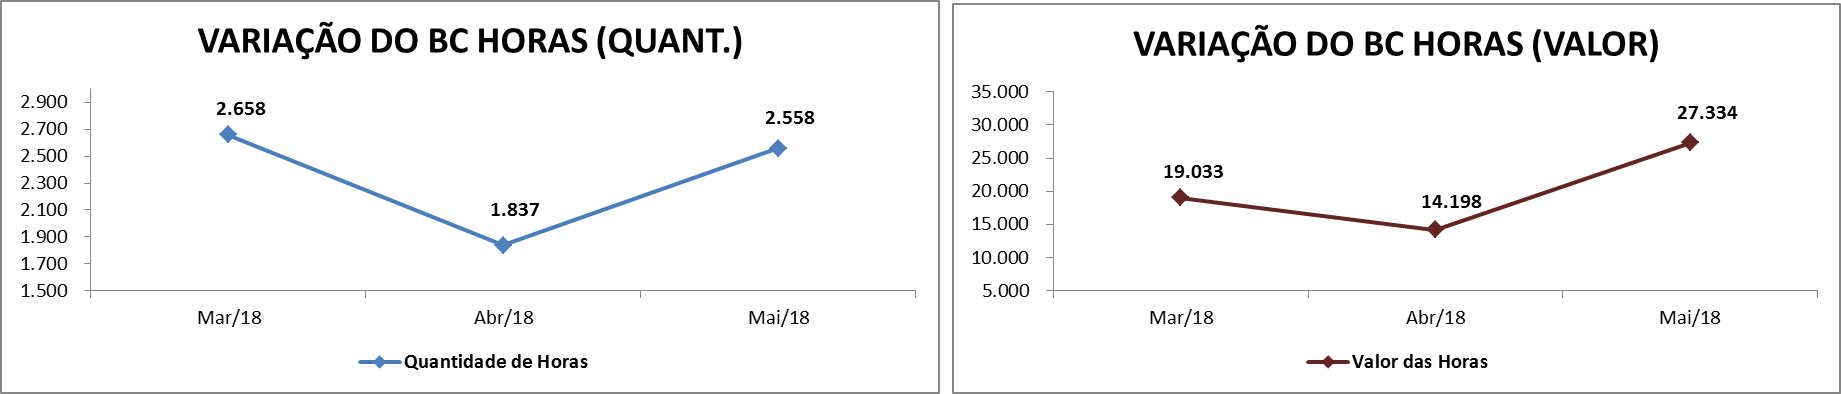 VARIAÇÃO DO BC HORAS (QUANT.)
2.900
2.700
2.500
2.300
2.100
1.900
1.700
1.500
2.658
1.837
2.558
Mar/18
Abr/18
Mai/18
Quantidade de Horas
VARIAÇÃO DO BC HORAS (VALOR)
35.000
30.000
25.000
20.000
15.000
10.000
5.000
19.033
14.198
27.334
Mar/18
Abr/18
Mai/18
Valor das Horas